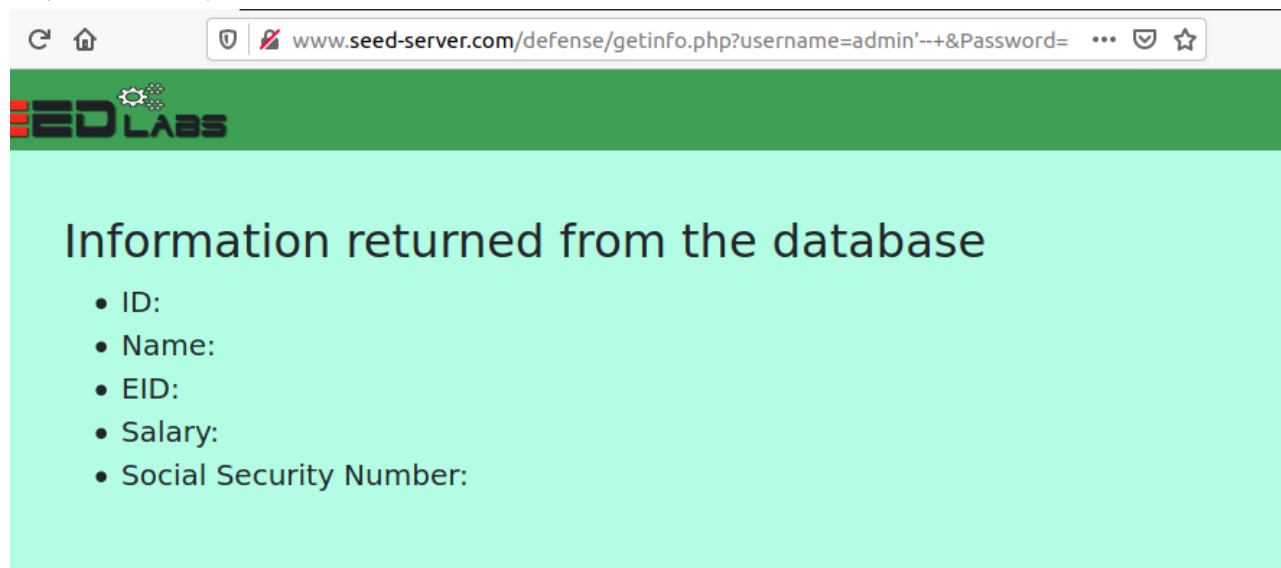 www.seed-server.com/defense/getinfo.php?username=admin'--+&Password=
EED LABS
Information returned from the database
• ID:
• Name:
• EID:
• Salary:
• Social Security Number: